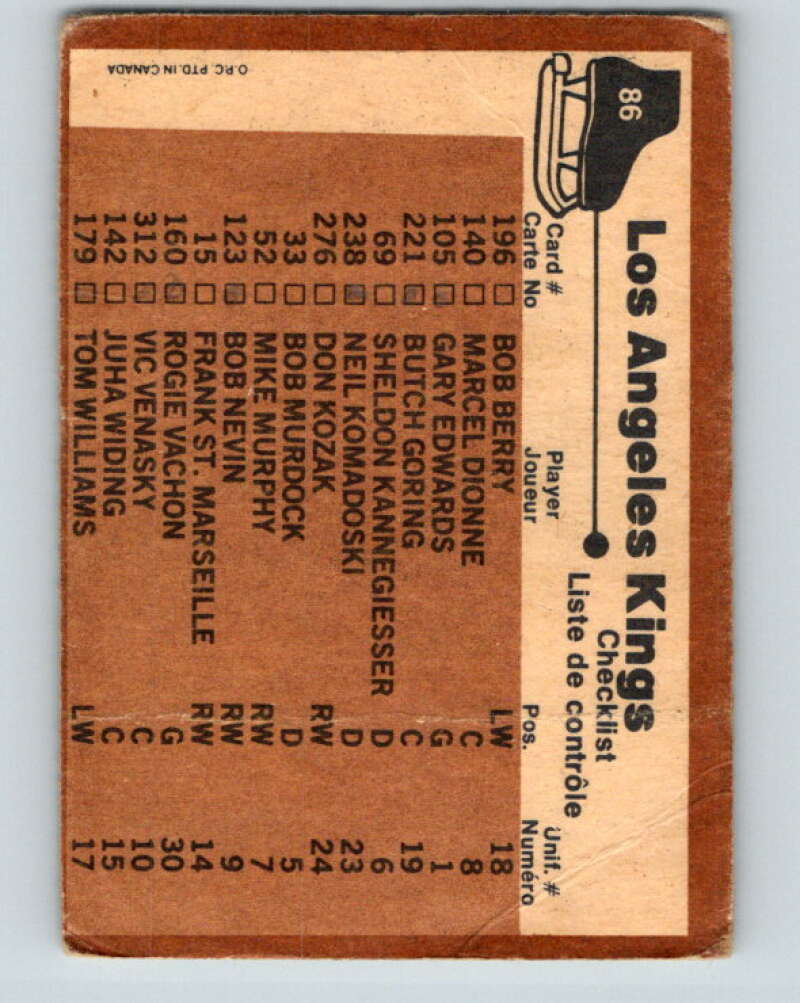 86
Los Angeles Kings
Checklist
Liste de contrôle
Card # Player Pos. Unif. #
Carte No Joueur Numéro
196 □ BOB BERRY LW 18
140 □ MARCEL DIONNE C 8
105 □ GARY EDWARDS G 1
221 □ BUTCH GORING C 19
69 □ SHELDON KANNEGIESSER D 6
238 □ NEIL KOMADOSKI D 23
276 □ DON KOZAK RW 24
33 □ BOB MURDOCK D 5
52 □ MIKE MURPHY RW 7
123 □ BOB NEVIN RW 9
15 □ FRANK ST. MARSEILLE RW 14
160 □ ROGIE VACHON G 30
312 □ VIC VENASKY C 10
142 □ JUHA WIDING C 15
179 □ TOM WILLIAMS LW 17
O.P.C. PTD. IN CANADA